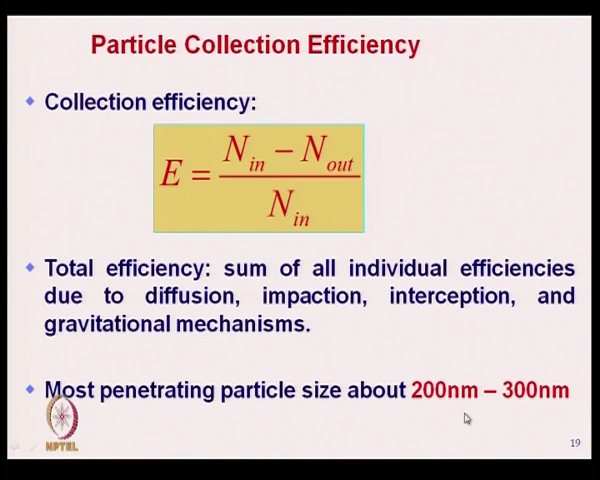 Particle Collection Efficiency
Collection efficiency:
E = (N_in − N_out) / N_in
Total efficiency: sum of all individual efficiencies
due to diffusion, impaction, interception, and
gravitational mechanisms.
Most penetrating particle size about 200nm – 300nm
NPTEL
19